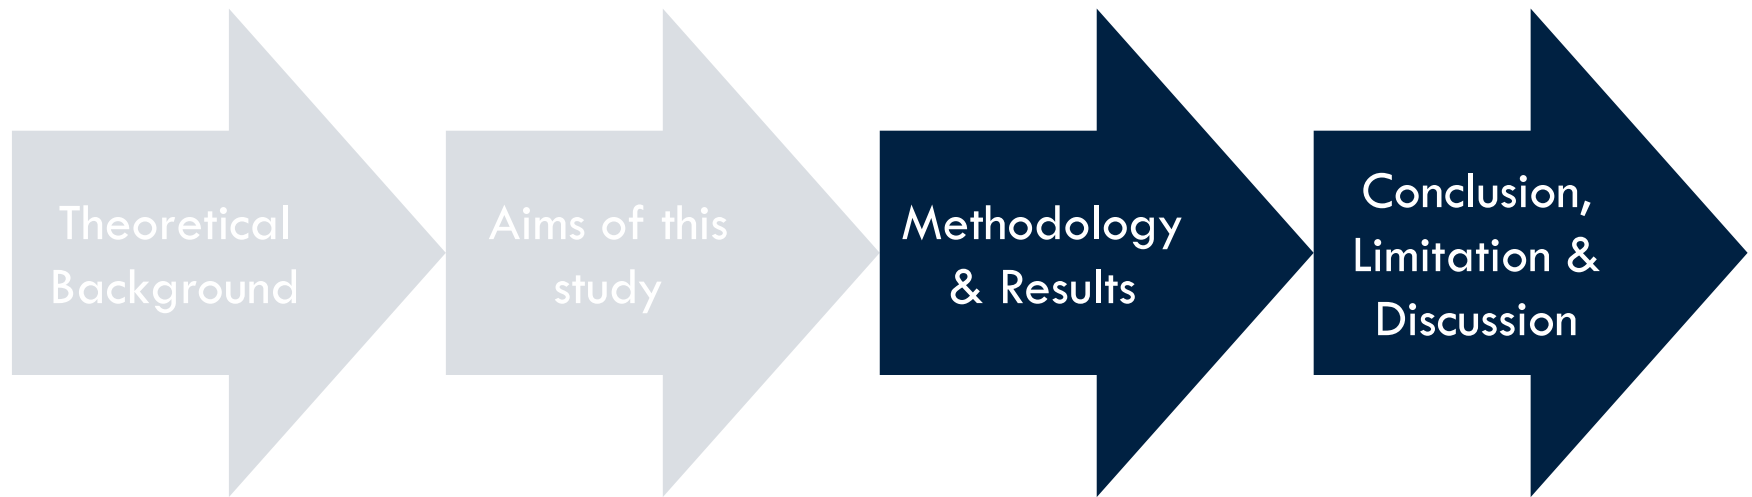 Theoretical
Background
Aims of this
study
Methodology
& Results
Conclusion,
Limitation &
Discussion